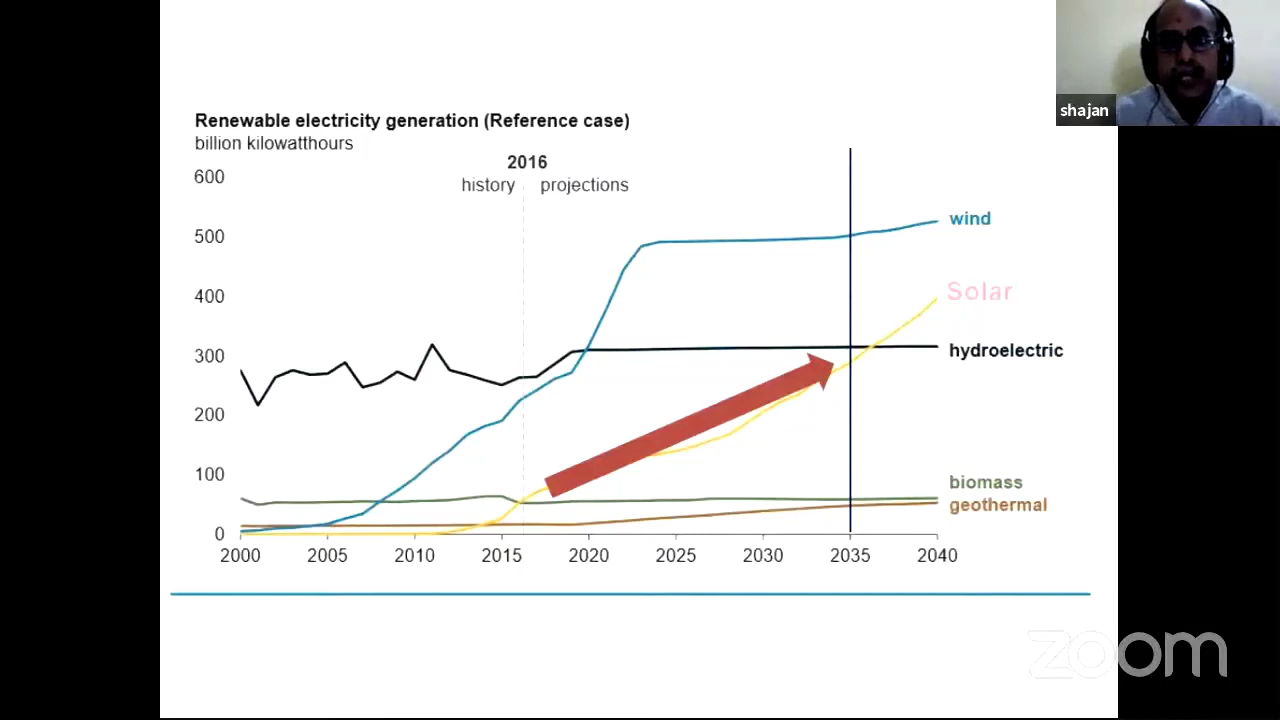 shajan
Renewable electricity generation (Reference case)
billion kilowatthours
2016
history projections
600
500
400
300
200
100
0
wind
Solar
hydroelectric
biomass
geothermal
2000 2005 2010 2015 2020 2025 2030 2035 2040
zoom